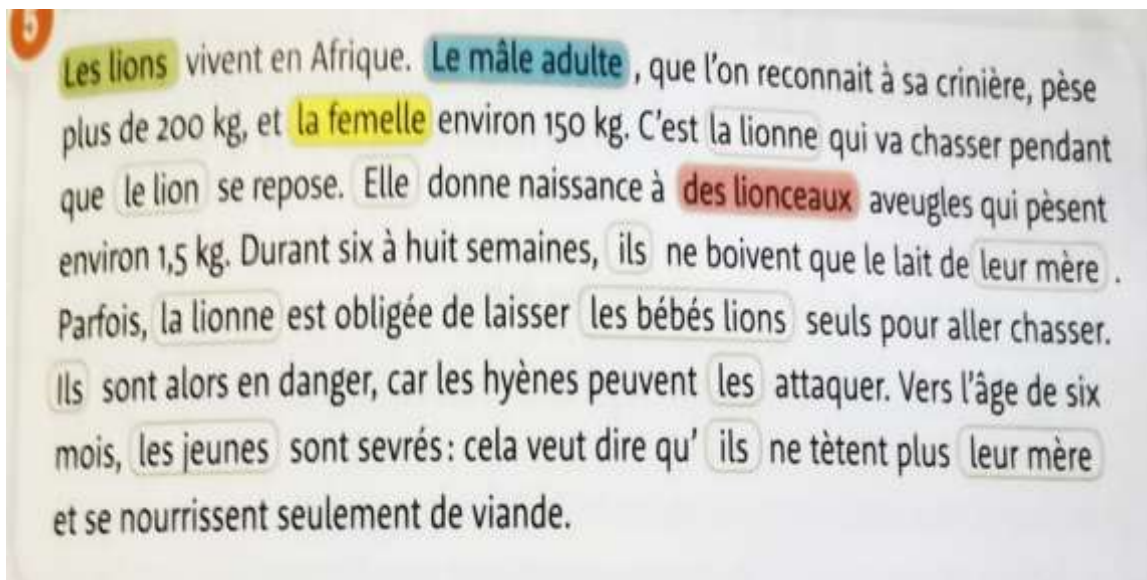 5
Les lions vivent en Afrique. Le mâle adulte, que l'on reconnait à sa crinière, pèse
plus de 200 kg, et la femelle environ 150 kg. C'est la lionne qui va chasser pendant
que le lion se repose. Elle donne naissance à des lionceaux aveugles qui pèsent
environ 1,5 kg. Durant six à huit semaines, ils ne boivent que le lait de leur mère.
Parfois, la lionne est obligée de laisser les bébés lions seuls pour aller chasser.
Ils sont alors en danger, car les hyènes peuvent les attaquer. Vers l'âge de six
mois, les jeunes sont sevrés : cela veut dire qu' ils ne tètent plus leur mère
et se nourrissent seulement de viande.